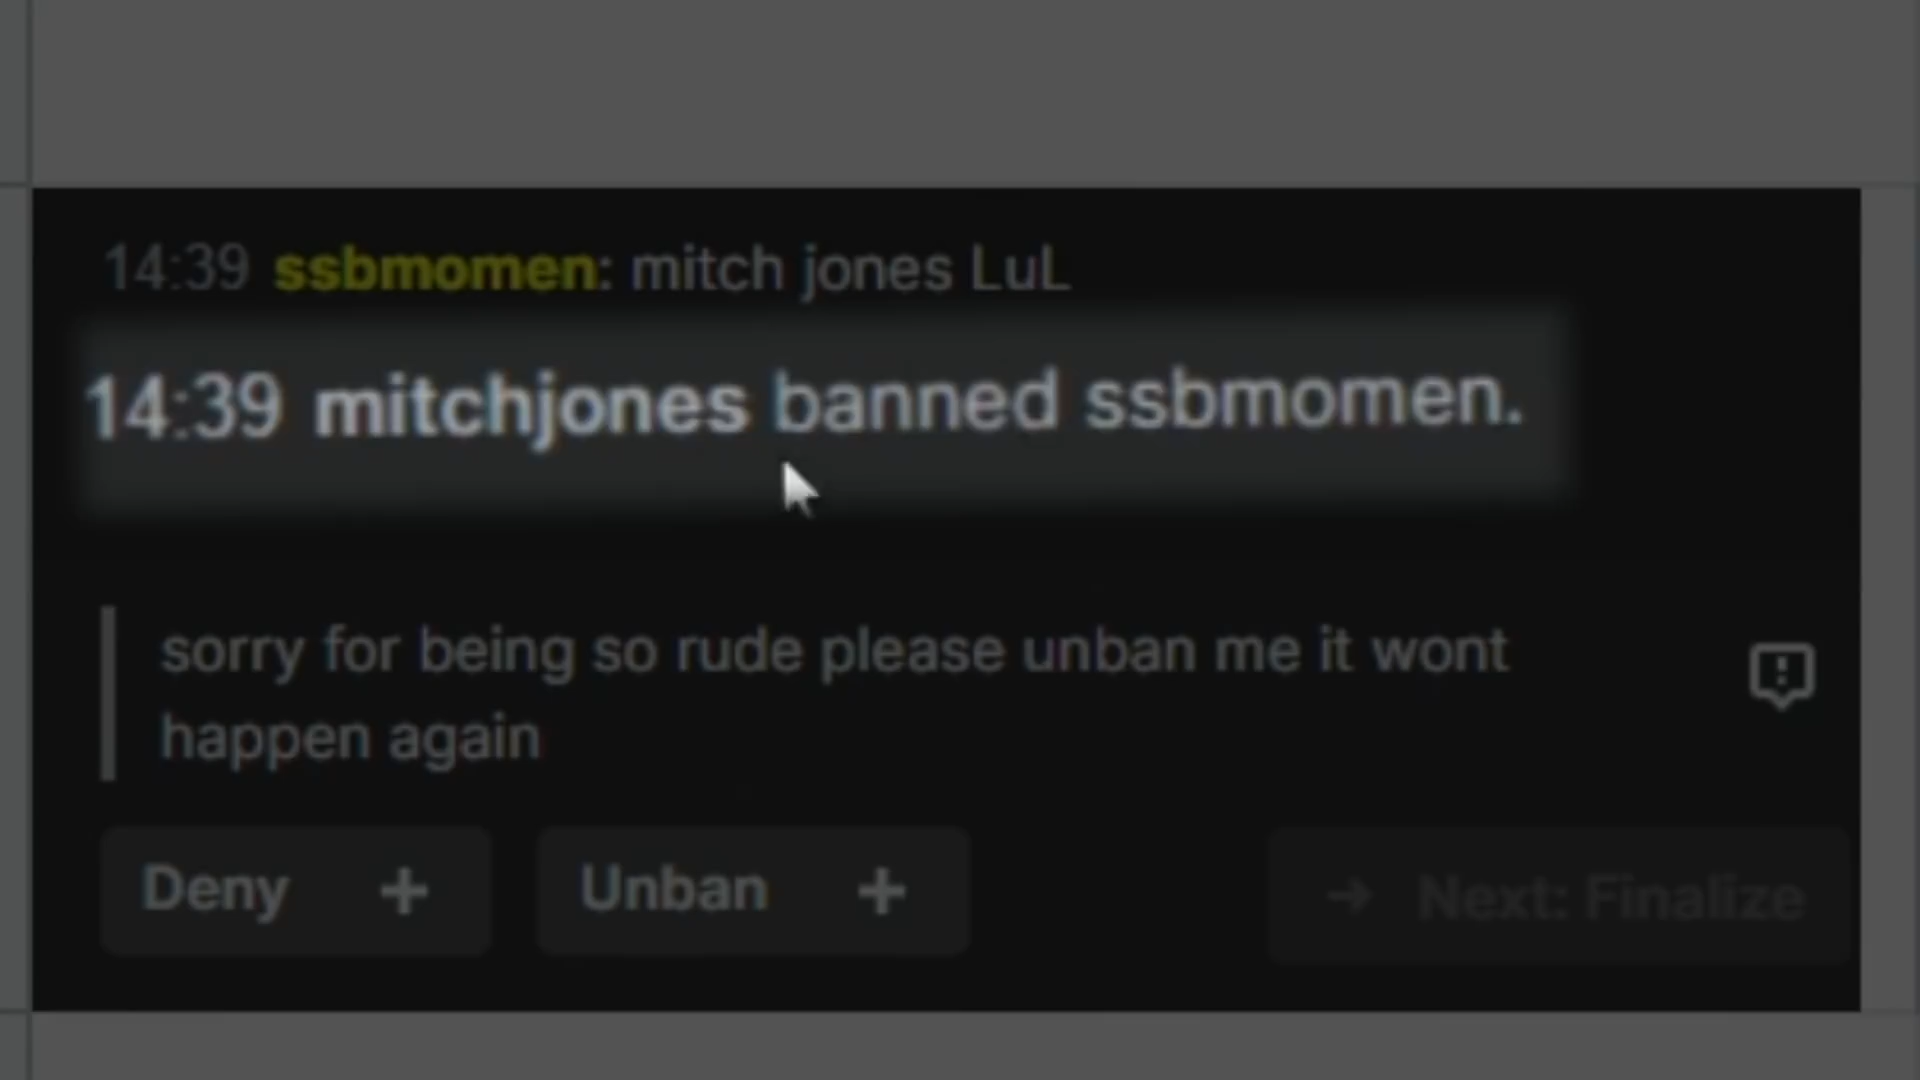 14:39 ssbmomen: mitch jones LuL
14:39 mitchjones banned ssbmomen.
sorry for being so rude please unban me it wont
happen again
Deny + Unban + → Next: Finalize